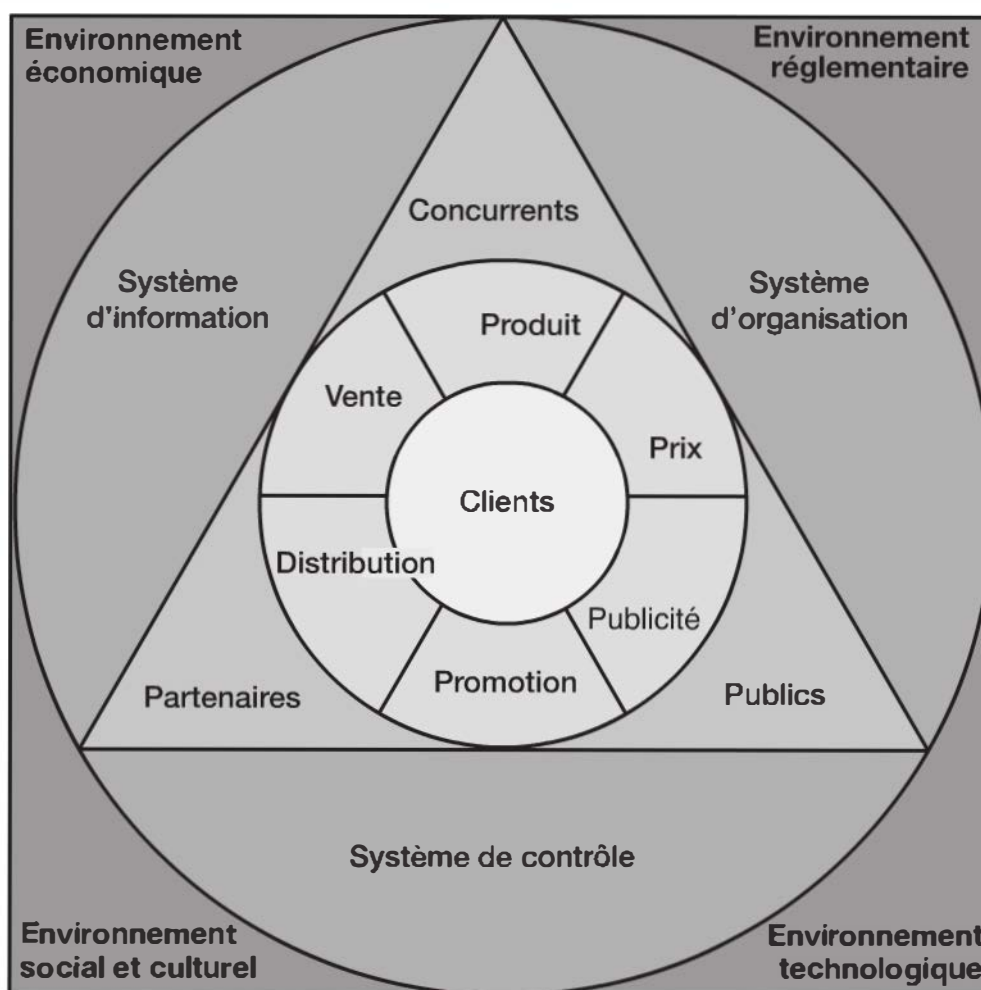 Environnement
économique
Environnement
réglementaire
Concurrents
Système
d'information
Système
d'organisation
Produit
Vente
Prix
Clients
Distribution
Publicité
Promotion
Partenaires
Publics
Système de contrôle
Environnement
social et culturel
Environnement
technologique